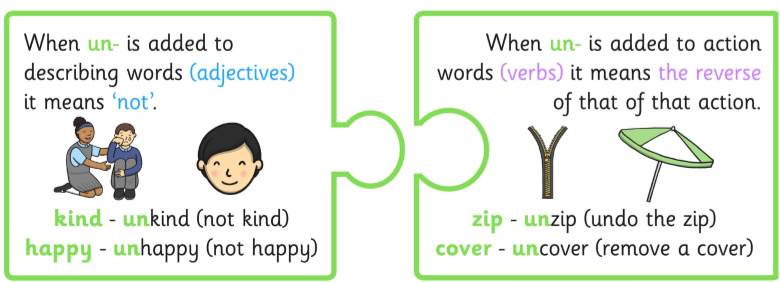 When un- is added to
describing words (adjectives)
it means ‘not’.
kind - unkind (not kind)
happy - unhappy (not happy)
When un- is added to action
words (verbs) it means the reverse
of that of that action.
zip - unzip (undo the zip)
cover - uncover (remove a cover)